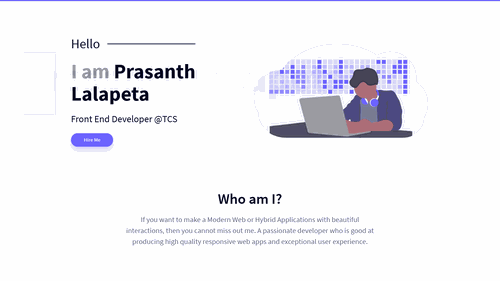 Hello
I am Prasanth
Lalapeta
Front End Developer @TCS
Hire Me
Who am I?
If you want to make a Modern Web or Hybrid Applications with beautiful
interactions, then you cannot miss out me. A passionate developer who is good at
producing high quality responsive web apps and exceptional user experience.